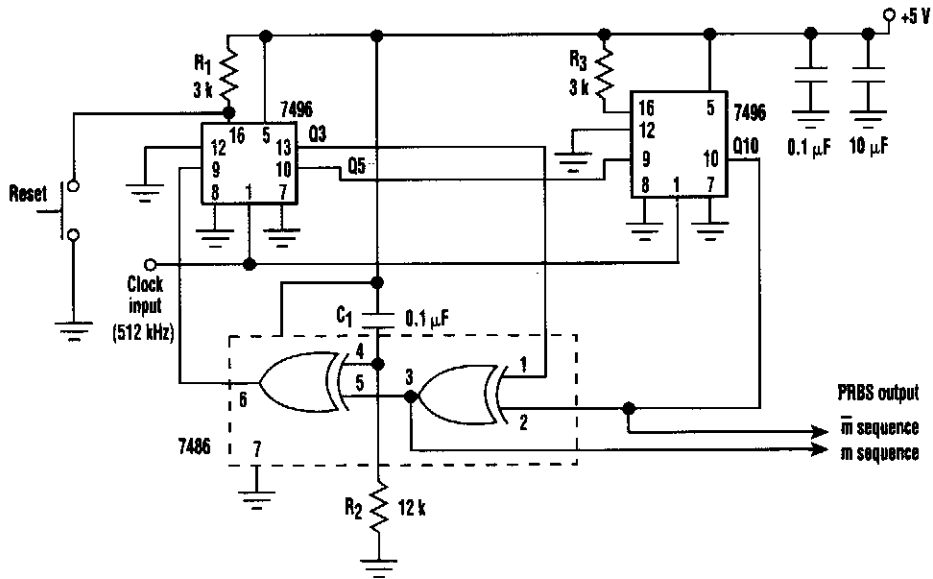 +5 V
R1
3 k
R3
3 k
7496
16
5
12
13
9
10
8
1
7
Q3
Q5
7496
16
5
12
9
10
8
1
7
Q10
0.1 µF
10 µF
Reset
Clock
input
(512 kHz)
C1
0.1 µF
4
5
6
3
1
2
7486
7
R2
12 k
PRBS output
m̅ sequence
m sequence